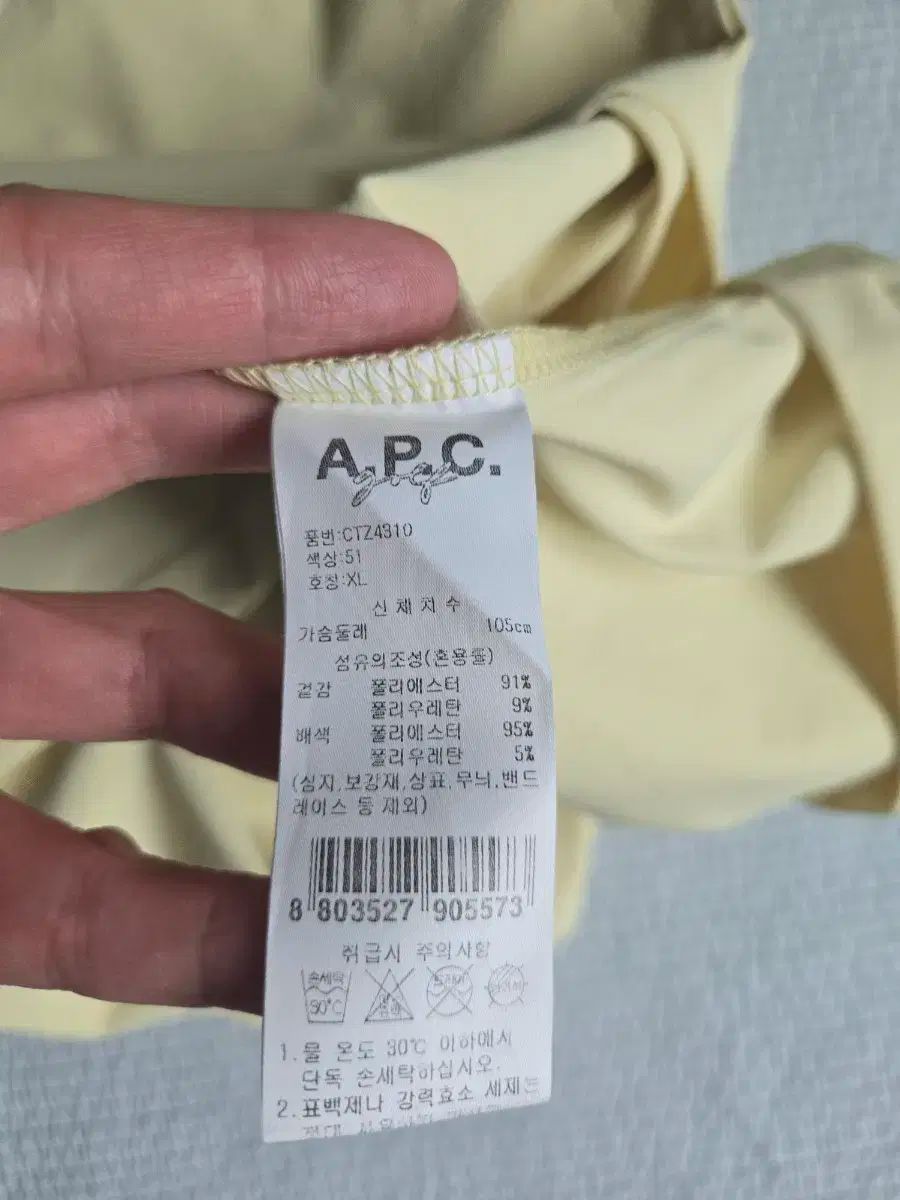 A.P.C.
golf
품번:CTZ4310
색상:51
호칭:XL
신체치수
가슴둘레 105cm
섬유의조성(혼용률)
겉감 폴리에스터 91%
폴리우레탄 9%
배색 폴리에스터 95%
폴리우레탄 5%
(심지,보강재,상표,무늬,밴드
레이스 등 제외)
8 803527 905573
취급시 주의사항
손세탁
30℃
1.물 온도 30℃ 이하에서
단독 손세탁하십시오.
2.표백제나 강력효소 세제는